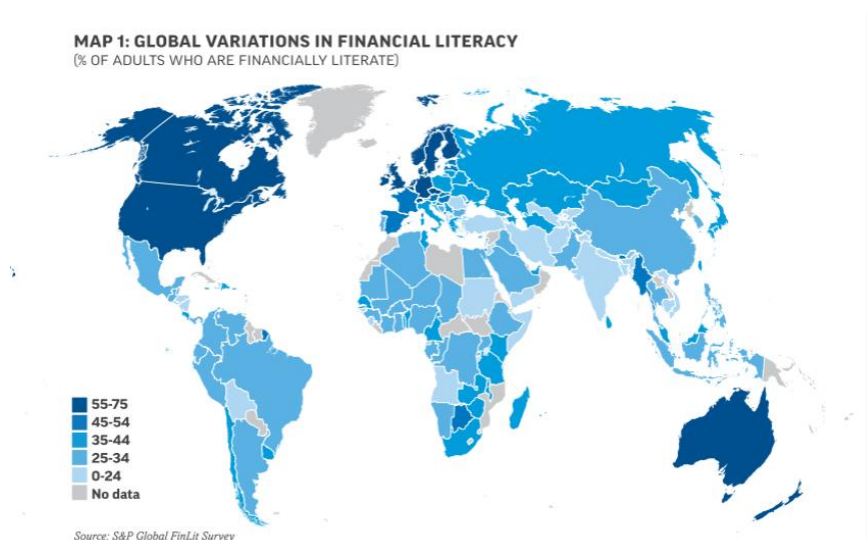 MAP 1: GLOBAL VARIATIONS IN FINANCIAL LITERACY
(% OF ADULTS WHO ARE FINANCIALLY LITERATE)
55-75
45-54
35-44
25-34
0-24
No data
Source: S&P Global FinLit Survey